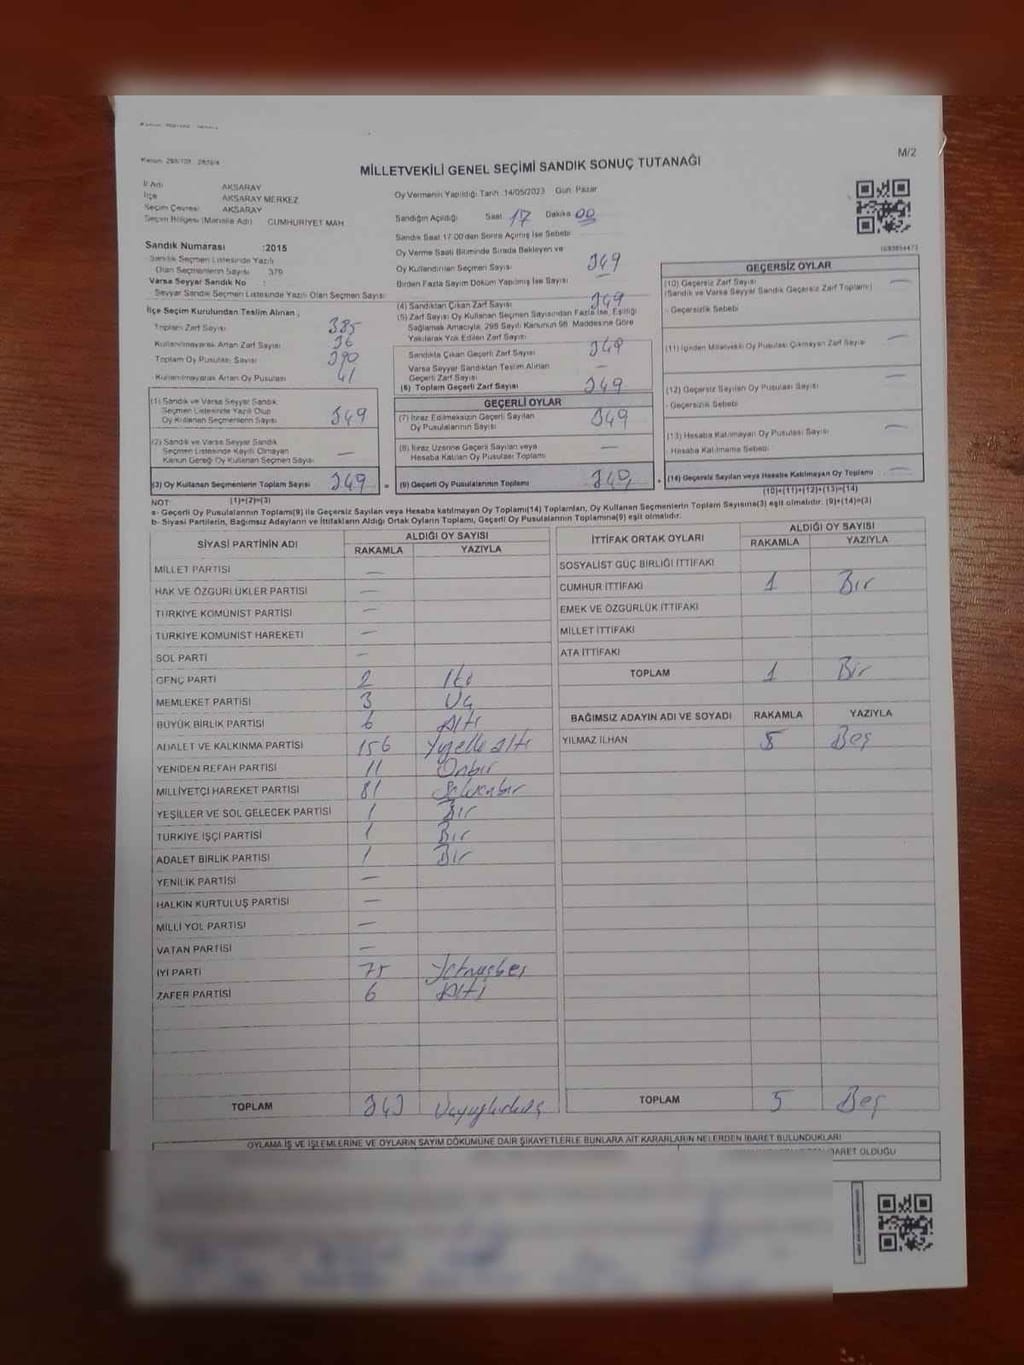 M/2
MİLLETVEKİLİ GENEL SEÇİMİ SANDIK SONUÇ TUTANAĞI
İl Adı AKSARAY
İlçe AKSARAY MERKEZ
Seçim Çevresi AKSARAY
Seçim Bölgesi (Mahalle Adı) CUMHURİYET MAH
Sandık Numarası :2015
Sandık Seçmen Listesinde Yazılı
Olan Seçmenlerin Sayısı 379
Varsa Seyyar Sandık No :
Seyyar Sandık Seçmen Listesinde Yazılı Olan Seçmen Sayısı
İlçe Seçim Kurulundan Teslim Alınan ,
Toplam Zarf Sayısı 385
Kullanılmayarak Artan Zarf Sayısı 36
Toplam Oy Pusulası Sayısı 390
Kullanılmayarak Artan Oy Pusulası 41
(1) Sandık ve Varsa Seyyar Sandık
Seçmen Listesinde Yazılı Olup
Oy Kullanan Seçmenlerin Sayısı 349
(2) Sandık ve Varsa Seyyar Sandık
Seçmen Listesinde Kayıtlı Olmayan
Kanun Gereği Oy Kullanan Seçmen Sayısı —
(3) Oy Kullanan Seçmenlerin Toplam Sayısı 349
(1)+(2)=(3)
Oy Vermenin Yapıldığı Tarih 14/05/2023 Gün Pazar
Sandığın Açıldığı Saat 17 Dakika 00
Sandık Saat 17:00'den Sonra Açılmış İse Sebebi
Oy Verme Saati Bitiminde Sırada Bekleyen ve
Oy Kullandırılan Seçmen Sayısı 349
Birden Fazla Sayım Döküm Yapılmış İse Sayısı —
(4) Sandıktan Çıkan Zarf Sayısı 349
(5) Zarf Sayısı Oy Kullanan Seçmen Sayısından Fazla İse, Eşitliği
Sağlamak Amacıyla, 298 Sayılı Kanunun 98. Maddesine Göre
Yakılarak Yok Edilen Zarf Sayısı
Sandıkta Çıkan Geçerli Zarf Sayısı 349
Varsa Seyyar Sandıktan Teslim Alınan
Geçerli Zarf Sayısı —
(6) Toplam Geçerli Zarf Sayısı 349
GEÇERLİ OYLAR
(7) İtiraz Edilmeksizin Geçerli Sayılan
Oy Pusulalarının Sayısı 349
(8) İtiraz Üzerine Geçerli Sayılan veya
Hesaba Katılan Oy Pusulası Toplamı —
(9) Geçerli Oy Pusulalarının Toplamı 349
GEÇERSİZ OYLAR
(10) Geçersiz Zarf Sayısı
(Sandık ve Varsa Seyyar Sandık Geçersiz Zarf Toplamı) —
- Geçersizlik Sebebi
(11) İçinden Milletvekili Oy Pusulası Çıkmayan Zarf Sayısı —
(12) Geçersiz Sayılan Oy Pusulası Sayısı —
- Geçersizlik Sebebi
(13) Hesaba Katılmayan Oy Pusulası Sayısı —
Hesaba Katılmama Sebebi
(14) Geçersiz Sayılan veya Hesaba Katılmayan Oy Toplamı —
(10)+(11)+(12)+(13)=(14)
NOT:
a- Geçerli Oy Pusulasının Toplamı(9) ile Geçersiz Sayılan veya Hesaba katılmayan Oy Toplamı(14) Toplamları, Oy Kullanan Seçmenlerin Toplam Sayısına(3) eşit olmalıdır. (9)+(14)=(3)
b- Siyasi Partilerin, Bağımsız Adayların ve İttifakların Aldığı Ortak Oyların Toplamı, Geçerli Oy Pusulalarının Toplamına(9) eşit olmalıdır.
SİYASİ PARTİNİN ADI ALDIĞI OY SAYISI
RAKAMLA YAZIYLA
MİLLET PARTİSİ —
HAK VE ÖZGÜRLÜKLER PARTİSİ —
TÜRKİYE KOMÜNİST PARTİSİ —
TÜRKİYE KOMÜNİST HAREKETİ —
SOL PARTİ —
GENÇ PARTİ 2 İki
MEMLEKET PARTİSİ 3 Üç
BÜYÜK BİRLİK PARTİSİ 6 Altı
ADALET VE KALKINMA PARTİSİ 156 Yüzelli altı
YENİDEN REFAH PARTİSİ 11 Onbir
MİLLİYETÇİ HAREKET PARTİSİ 81 Seksenbir
YEŞİLLER VE SOL GELECEK PARTİSİ 1 Bir
TÜRKİYE İŞÇİ PARTİSİ 1 Bir
ADALET BİRLİK PARTİSİ 1 Bir
YENİLİK PARTİSİ —
HALKIN KURTULUŞ PARTİSİ —
MİLLİ YOL PARTİSİ —
VATAN PARTİSİ —
İYİ PARTİ 75 Yetmişbeş
ZAFER PARTİSİ 6 Altı
TOPLAM 343
İTTİFAK ORTAK OYLARI ALDIĞI OY SAYISI
RAKAMLA YAZIYLA
SOSYALİST GÜÇ BİRLİĞİ İTTİFAKI
CUMHUR İTTİFAKI 1 Bir
EMEK VE ÖZGÜRLÜK İTTİFAKI
MİLLET İTTİFAKI
ATA İTTİFAKI
TOPLAM 1 Bir
BAĞIMSIZ ADAYIN ADI VE SOYADI RAKAMLA YAZIYLA
YILMAZ İLHAN 5 Beş
TOPLAM 5 Beş
OYLAMA İŞ VE İŞLEMLERİNE VE OYLARIN SAYIM DÖKÜMÜNE DAİR ŞİKAYETLERLE BUNLARA AİT KARARLARIN NELERDEN İBARET BULUNDUKLARI
İBARET OLDUĞU